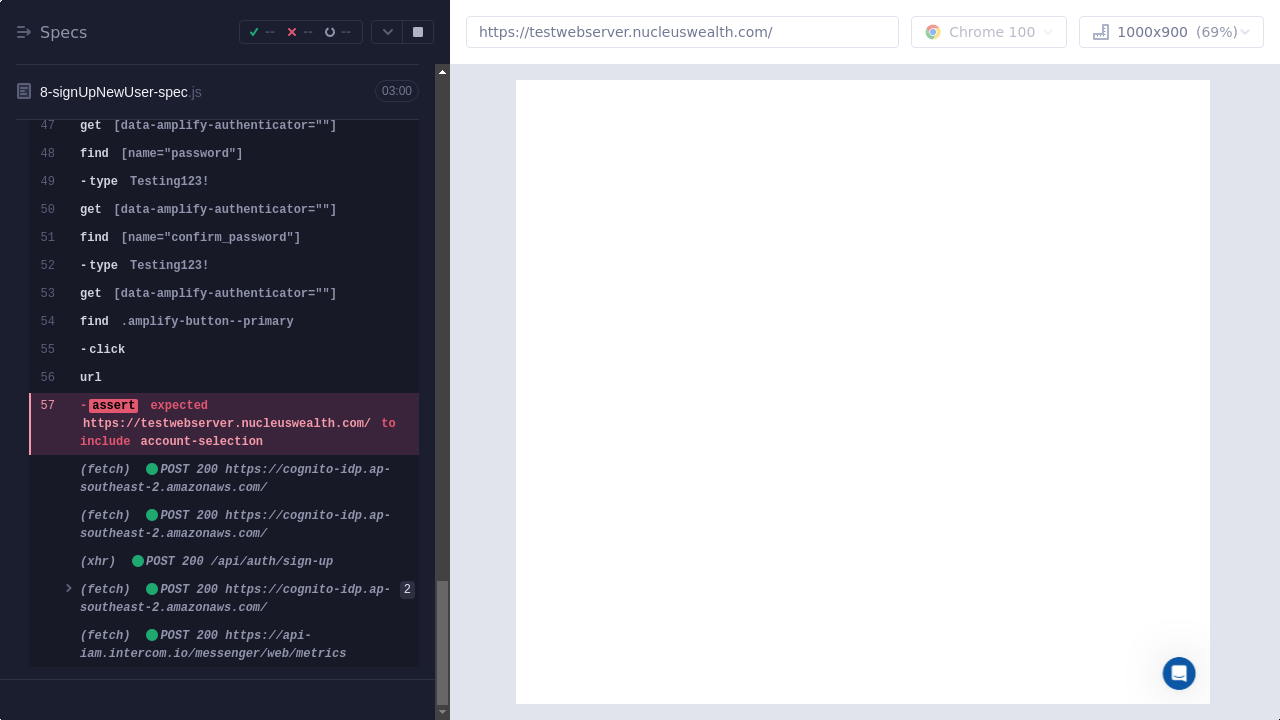 Specs
--
--
--
https://testwebserver.nucleuswealth.com/
Chrome 100
1000x900 (69%)
8-signUpNewUser-spec.js
03:00
47 get [data-amplify-authenticator=""]
48 find [name="password"]
49 -type Testing123!
50 get [data-amplify-authenticator=""]
51 find [name="confirm_password"]
52 -type Testing123!
53 get [data-amplify-authenticator=""]
54 find .amplify-button--primary
55 -click
56 url
57 -assert expected
https://testwebserver.nucleuswealth.com/ to
include account-selection
(fetch) POST 200 https://cognito-idp.ap-
southeast-2.amazonaws.com/
(fetch) POST 200 https://cognito-idp.ap-
southeast-2.amazonaws.com/
(xhr) POST 200 /api/auth/sign-up
(fetch) POST 200 https://cognito-idp.ap- 2
southeast-2.amazonaws.com/
(fetch) POST 200 https://api-
iam.intercom.io/messenger/web/metrics